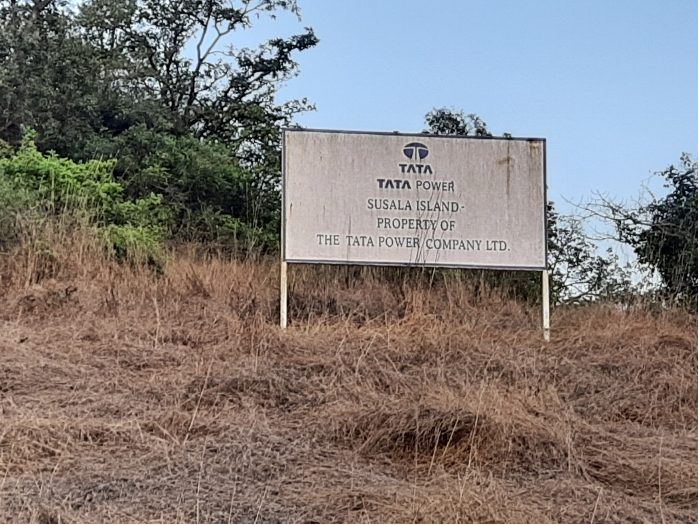 TATA
TATA POWER
SUSALA ISLAND-
PROPERTY OF
THE TATA POWER COMPANY LTD.